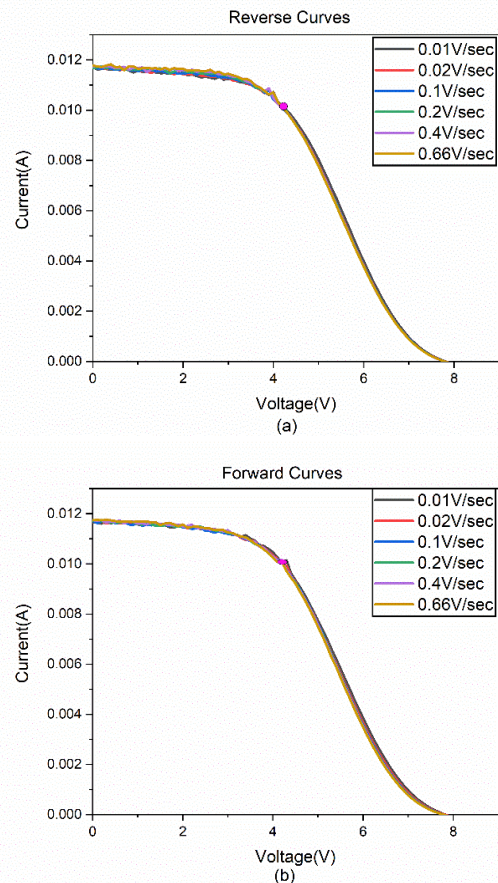 Reverse Curves
0.012
0.010
0.008
0.006
0.004
0.002
0.000
Current(A)
0.01V/sec
0.02V/sec
0.1V/sec
0.2V/sec
0.4V/sec
0.66V/sec
0 2 4 6 8
Voltage(V)
(a)
Forward Curves
0.012
0.010
0.008
0.006
0.004
0.002
0.000
Current(A)
0.01V/sec
0.02V/sec
0.1V/sec
0.2V/sec
0.4V/sec
0.66V/sec
0 2 4 6 8
Voltage(V)
(b)